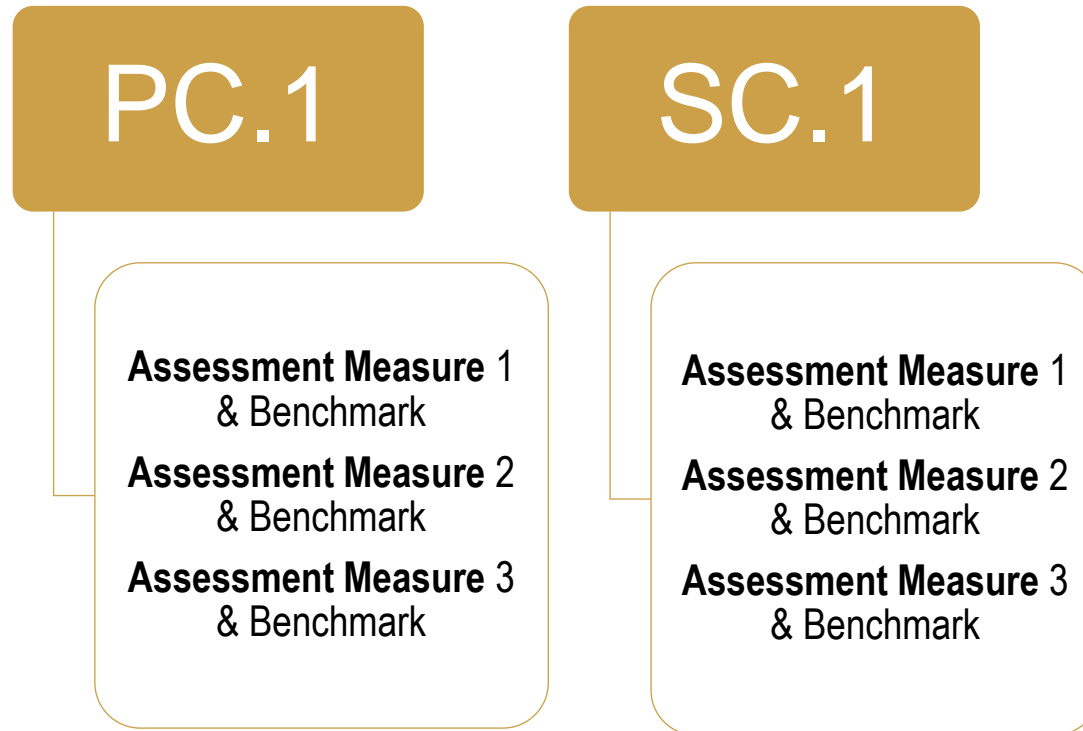 PC.1
Assessment Measure 1
& Benchmark
Assessment Measure 2
& Benchmark
Assessment Measure 3
& Benchmark
SC.1
Assessment Measure 1
& Benchmark
Assessment Measure 2
& Benchmark
Assessment Measure 3
& Benchmark